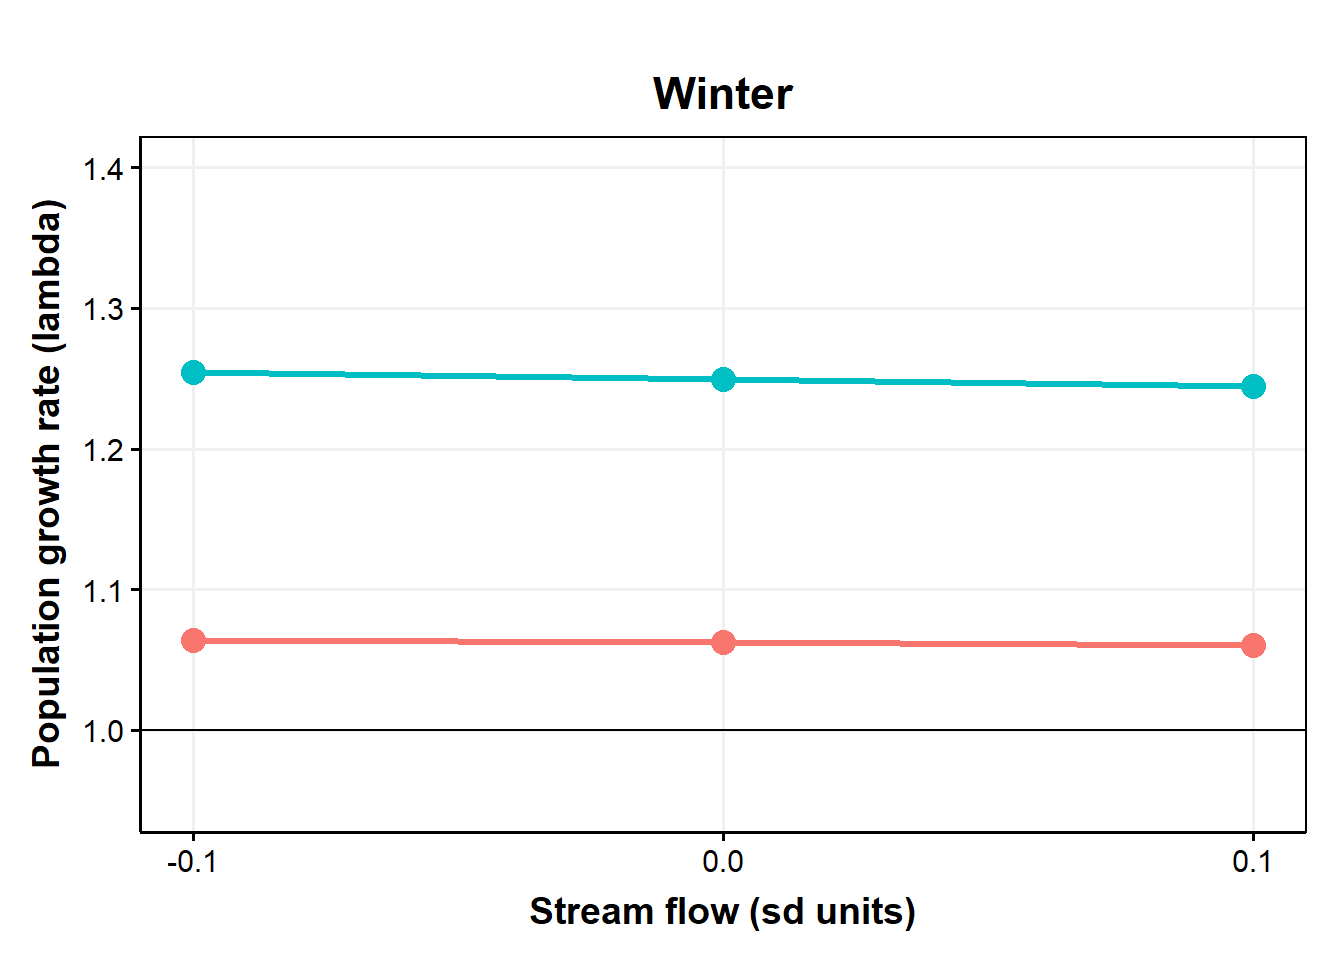 Winter
Population growth rate (lambda)
1.4
1.3
1.2
1.1
1.0
-0.1
0.0
0.1
Stream flow (sd units)